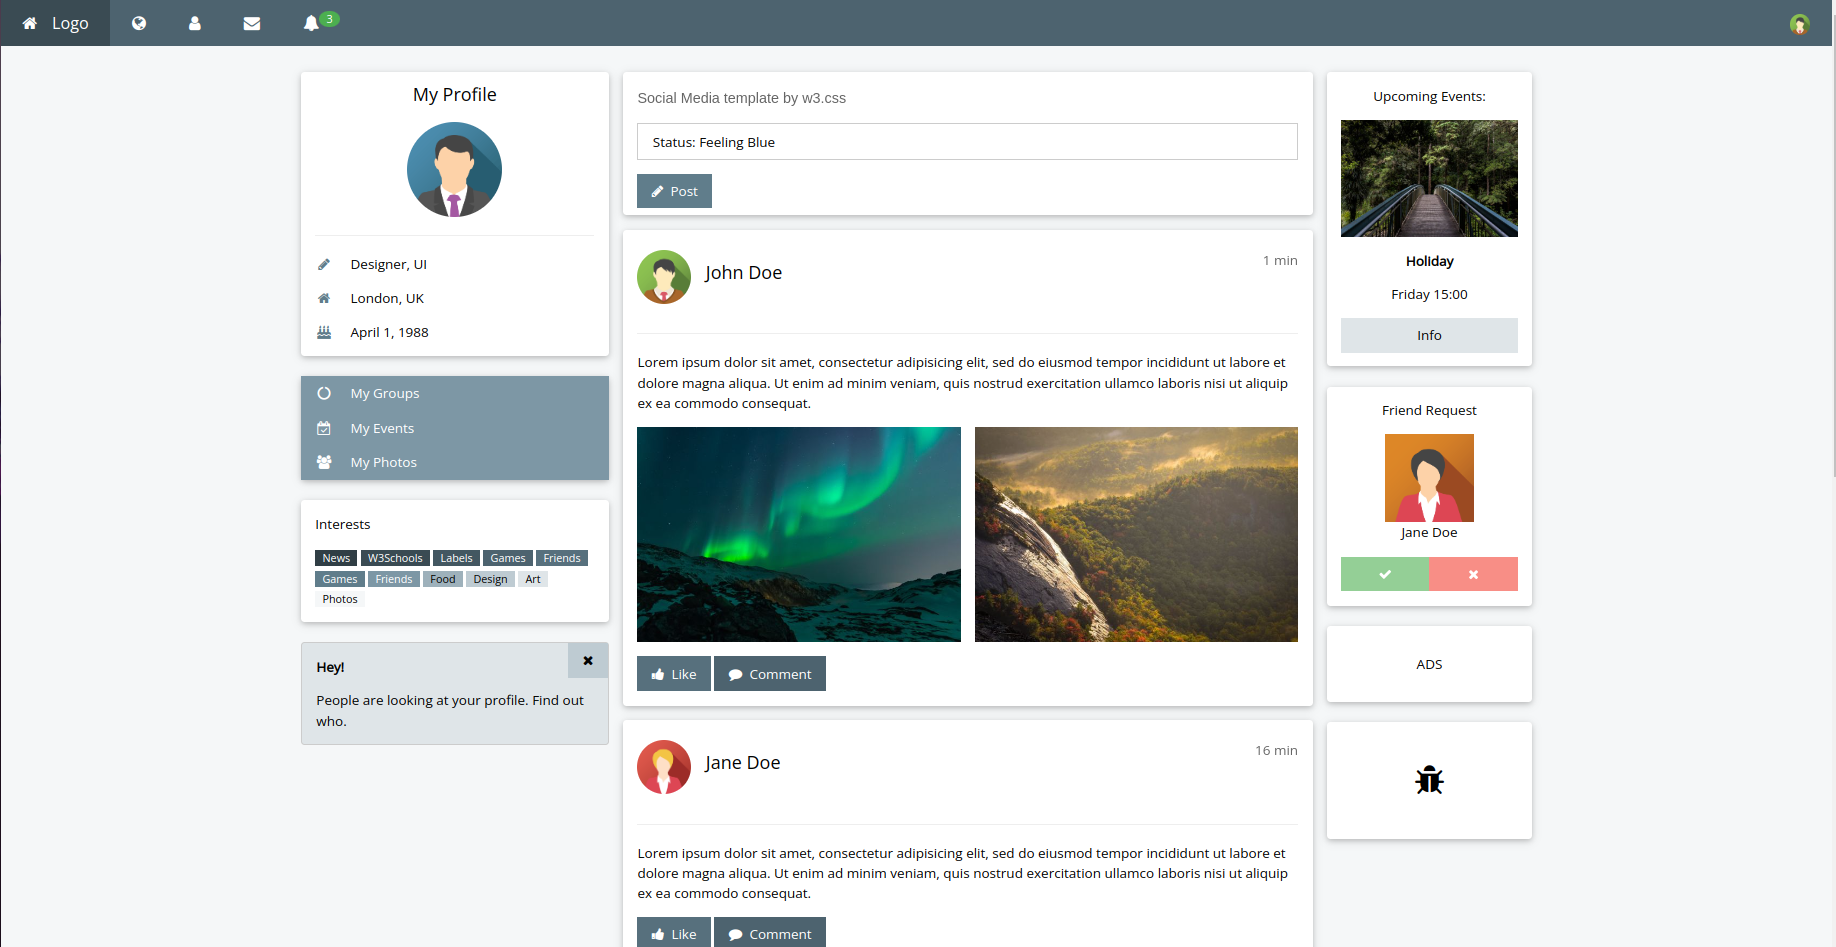 Logo
3
My Profile
Designer, UI
London, UK
April 1, 1988
My Groups
My Events
My Photos
Interests
News W3Schools Labels Games Friends
Games Friends Food Design Art
Photos
Hey!
People are looking at your profile. Find out
who.
Social Media template by w3.css
Status: Feeling Blue
Post
John Doe
1 min
Lorem ipsum dolor sit amet, consectetur adipisicing elit, sed do eiusmod tempor incididunt ut labore et
dolore magna aliqua. Ut enim ad minim veniam, quis nostrud exercitation ullamco laboris nisi ut aliquip
ex ea commodo consequat.
Like Comment
Jane Doe
16 min
Lorem ipsum dolor sit amet, consectetur adipisicing elit, sed do eiusmod tempor incididunt ut labore et
dolore magna aliqua. Ut enim ad minim veniam, quis nostrud exercitation ullamco laboris nisi ut aliquip
ex ea commodo consequat.
Like Comment
Upcoming Events:
Holiday
Friday 15:00
Info
Friend Request
Jane Doe
ADS